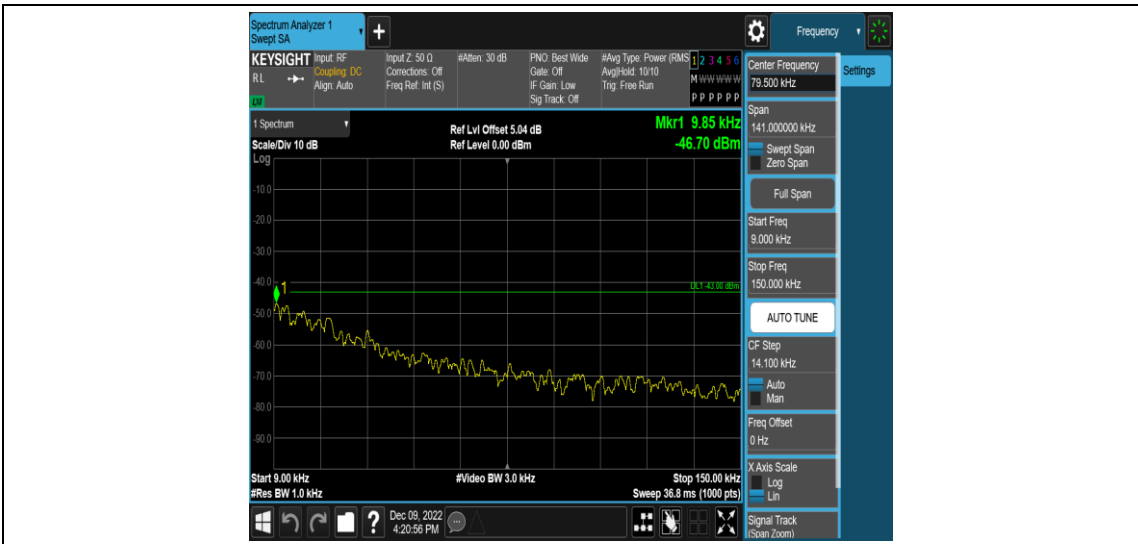 Spectrum Analyzer 1
Swept SA
+
Frequency
KEYSIGHT
RL
LXI
Input: RF
Coupling: DC
Align: Auto
Input Z: 50 Ω
Corrections: Off
Freq Ref: Int (S)
#Atten: 30 dB
PNO: Best Wide
Gate: Off
IF Gain: Low
Sig Track: Off
#Avg Type: Power (RMS
Avg|Hold: 10/10
Trig: Free Run
1 2 3 4 5 6
M W W W W W
P P P P P P
Center Frequency
79.500 kHz
Settings
Span
141.000000 kHz
Swept Span
Zero Span
Full Span
Start Freq
9.000 kHz
Stop Freq
150.000 kHz
AUTO TUNE
CF Step
14.100 kHz
Auto
Man
Freq Offset
0 Hz
X Axis Scale
Log
Lin
Signal Track
(Span Zoom)
1 Spectrum
Scale/Div 10 dB
Ref Lvl Offset 5.04 dB
Ref Level 0.00 dBm
Mkr1 9.85 kHz
-46.70 dBm
Log
-10.0
-20.0
-30.0
-40.0
1
DL1 -43.00 dBm
-50.0
-60.0
-70.0
-80.0
-90.0
Start 9.00 kHz
#Video BW 3.0 kHz
Stop 150.00 kHz
#Res BW 1.0 kHz
Sweep 36.8 ms (1000 pts)
?
Dec 09, 2022
4:20:56 PM